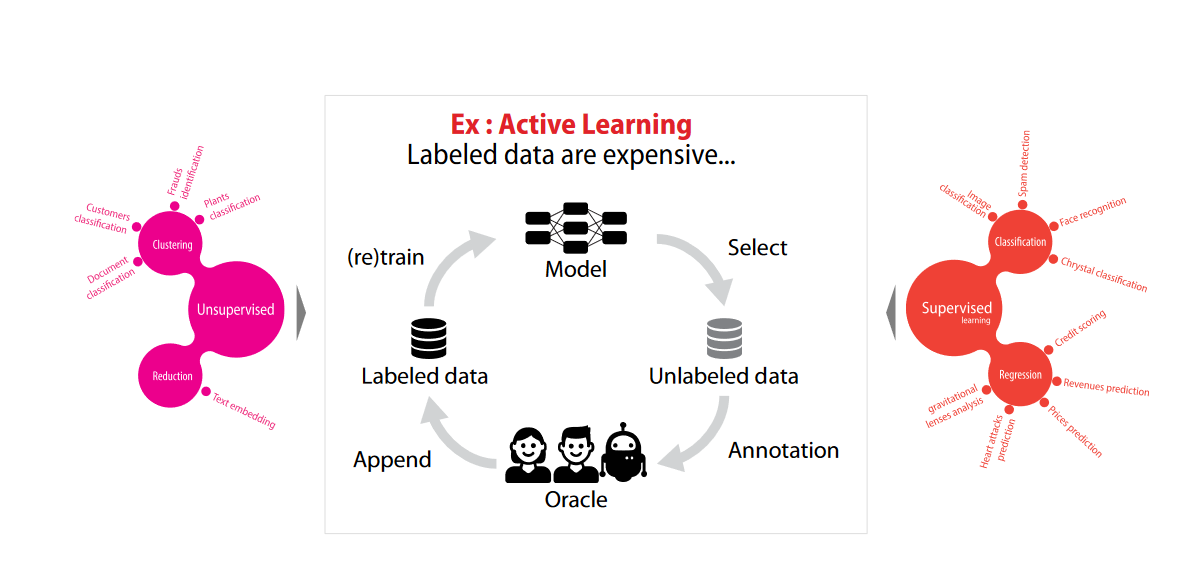 Ex : Active Learning
Labeled data are expensive...
Model
(re)train
Select
Labeled data
Unlabeled data
Append
Annotation
Oracle
Frauds
identification
Plants
classification
Customers
classification
Clustering
Document
classification
Unsupervised
Reduction
Text embedding
Spam detection
Image
classification
Face recognition
Classification
Chrystal classification
Supervised
learning
Credit scoring
Regression
Revenues prediction
gravitational
lenses analysis
Prices prediction
Heart attacks
prediction